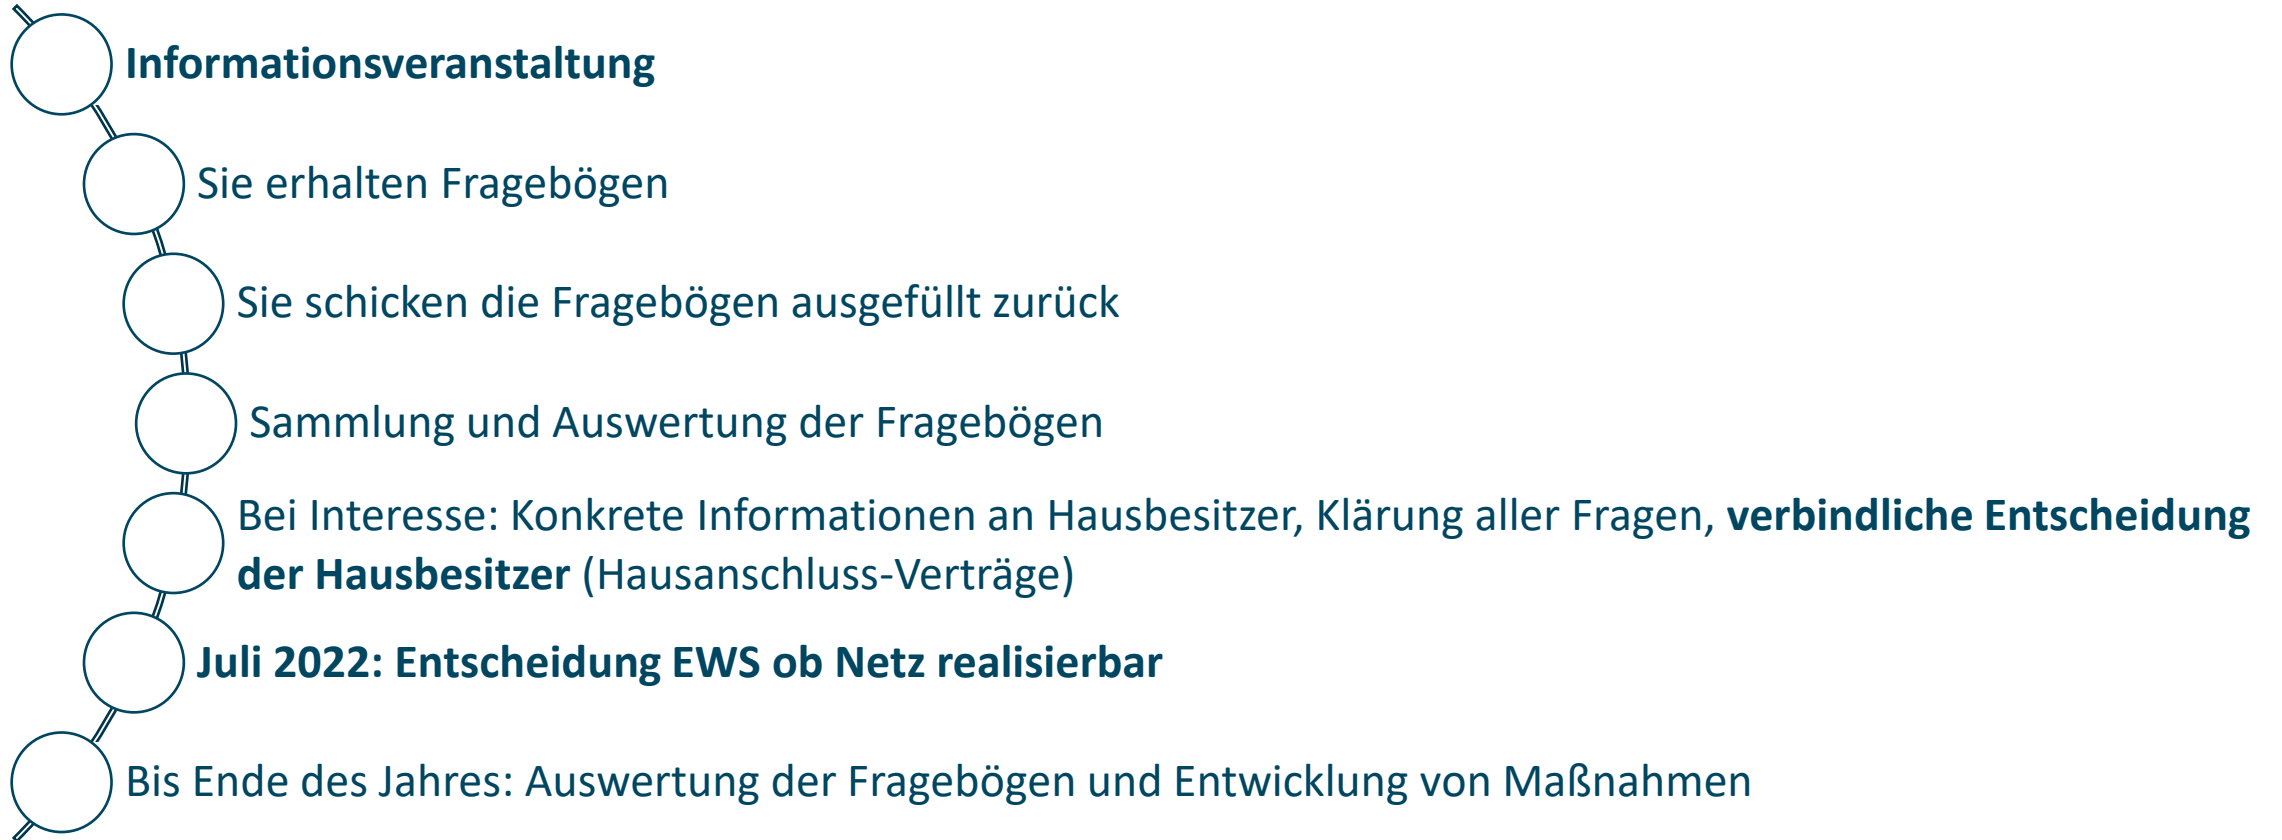 Informationsveranstaltung
Sie erhalten Fragebögen
Sie schicken die Fragebögen ausgefüllt zurück
Sammlung und Auswertung der Fragebögen
Bei Interesse: Konkrete Informationen an Hausbesitzer, Klärung aller Fragen, verbindliche Entscheidung
der Hausbesitzer (Hausanschluss-Verträge)
Juli 2022: Entscheidung EWS ob Netz realisierbar
Bis Ende des Jahres: Auswertung der Fragebögen und Entwicklung von Maßnahmen